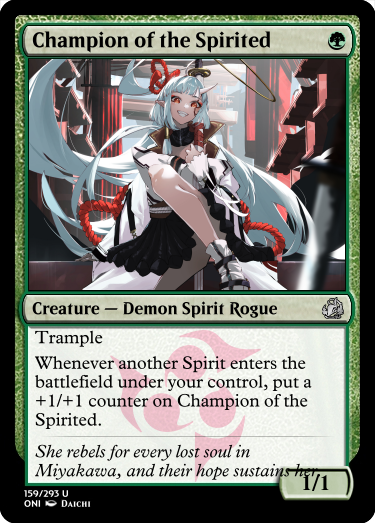 Champion of the Spirited
Creature — Demon Spirit Rogue
Trample
Whenever another Spirit enters the
battlefield under your control, put a
+1/+1 counter on Champion of the
Spirited.
She rebels for every lost soul in
Miyakawa, and their hope sustains her.
1/1
159/293 U
ONI Daichi